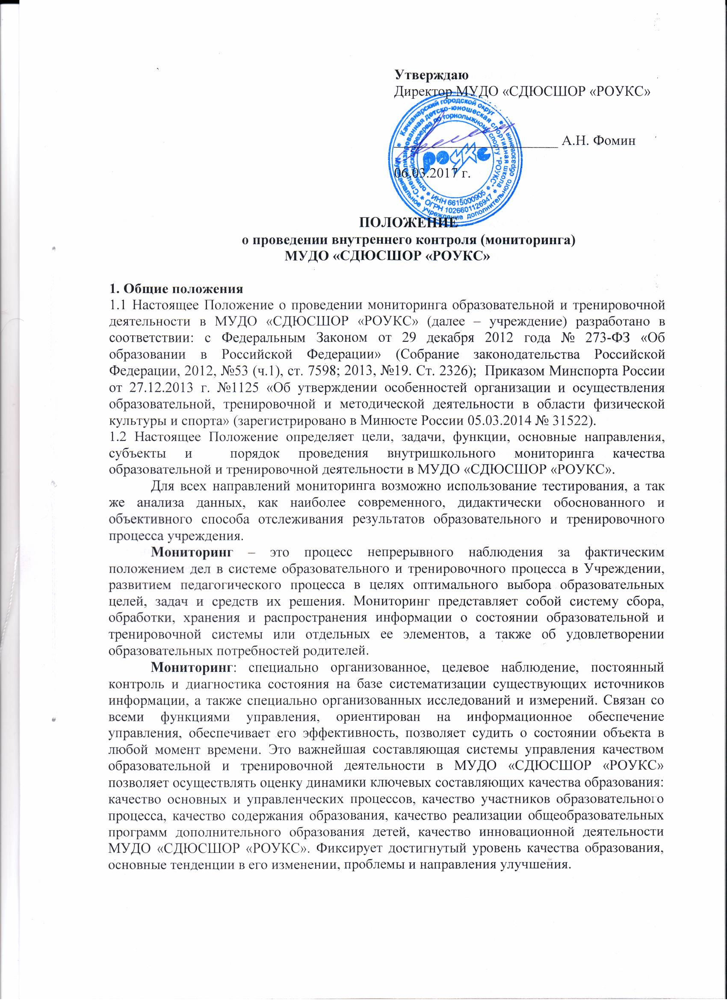 Утверждаю
Директор МУДО «СДЮСШОР «РОУКС»
Качканарский городской округ * Муниципальное учреждение дополнительного образования *
"Специализированная детско-юношеская спортивная школа * ОГРН 1026601126947 *
олимпийского резерва по горнолыжному спорту "РОУКС" * ИНН 6615000905 *
РОУКС
А.Н. Фомин
06.03.2017 г.
ПОЛОЖЕНИЕ
о проведении внутреннего контроля (мониторинга)
МУДО «СДЮСШОР «РОУКС»
1. Общие положения
1.1 Настоящее Положение о проведении мониторинга образовательной и тренировочной
деятельности в МУДО «СДЮСШОР «РОУКС» (далее – учреждение) разработано в
соответствии: с Федеральным Законом от 29 декабря 2012 года № 273-ФЗ «Об
образовании в Российской Федерации» (Собрание законодательства Российской
Федерации, 2012, №53 (ч.1), ст. 7598; 2013, №19. Ст. 2326); Приказом Минспорта России
от 27.12.2013 г. №1125 «Об утверждении особенностей организации и осуществления
образовательной, тренировочной и методической деятельности в области физической
культуры и спорта» (зарегистрировано в Минюсте России 05.03.2014 № 31522).
1.2 Настоящее Положение определяет цели, задачи, функции, основные направления,
субъекты и порядок проведения внутришкольного мониторинга качества
образовательной и тренировочной деятельности в МУДО «СДЮСШОР «РОУКС».
Для всех направлений мониторинга возможно использование тестирования, а так
же анализа данных, как наиболее современного, дидактически обоснованного и
объективного способа отслеживания результатов образовательного и тренировочного
процесса учреждения.
Мониторинг – это процесс непрерывного наблюдения за фактическим
положением дел в системе образовательного и тренировочного процесса в Учреждении,
развитием педагогического процесса в целях оптимального выбора образовательных
целей, задач и средств их решения. Мониторинг представляет собой систему сбора,
обработки, хранения и распространения информации о состоянии образовательной и
тренировочной системы или отдельных ее элементов, а также об удовлетворении
образовательных потребностей родителей.
Мониторинг: специально организованное, целевое наблюдение, постоянный
контроль и диагностика состояния на базе систематизации существующих источников
информации, а также специально организованных исследований и измерений. Связан со
всеми функциями управления, ориентирован на информационное обеспечение
управления, обеспечивает его эффективность, позволяет судить о состоянии объекта в
любой момент времени. Это важнейшая составляющая системы управления качеством
образовательной и тренировочной деятельности в МУДО «СДЮСШОР «РОУКС»
позволяет осуществлять оценку динамики ключевых составляющих качества образования:
качество основных и управленческих процессов, качество участников образовательного
процесса, качество содержания образования, качество реализации общеобразовательных
программ дополнительного образования детей, качество инновационной деятельности
МУДО «СДЮСШОР «РОУКС». Фиксирует достигнутый уровень качества образования,
основные тенденции в его изменении, проблемы и направления улучшения.